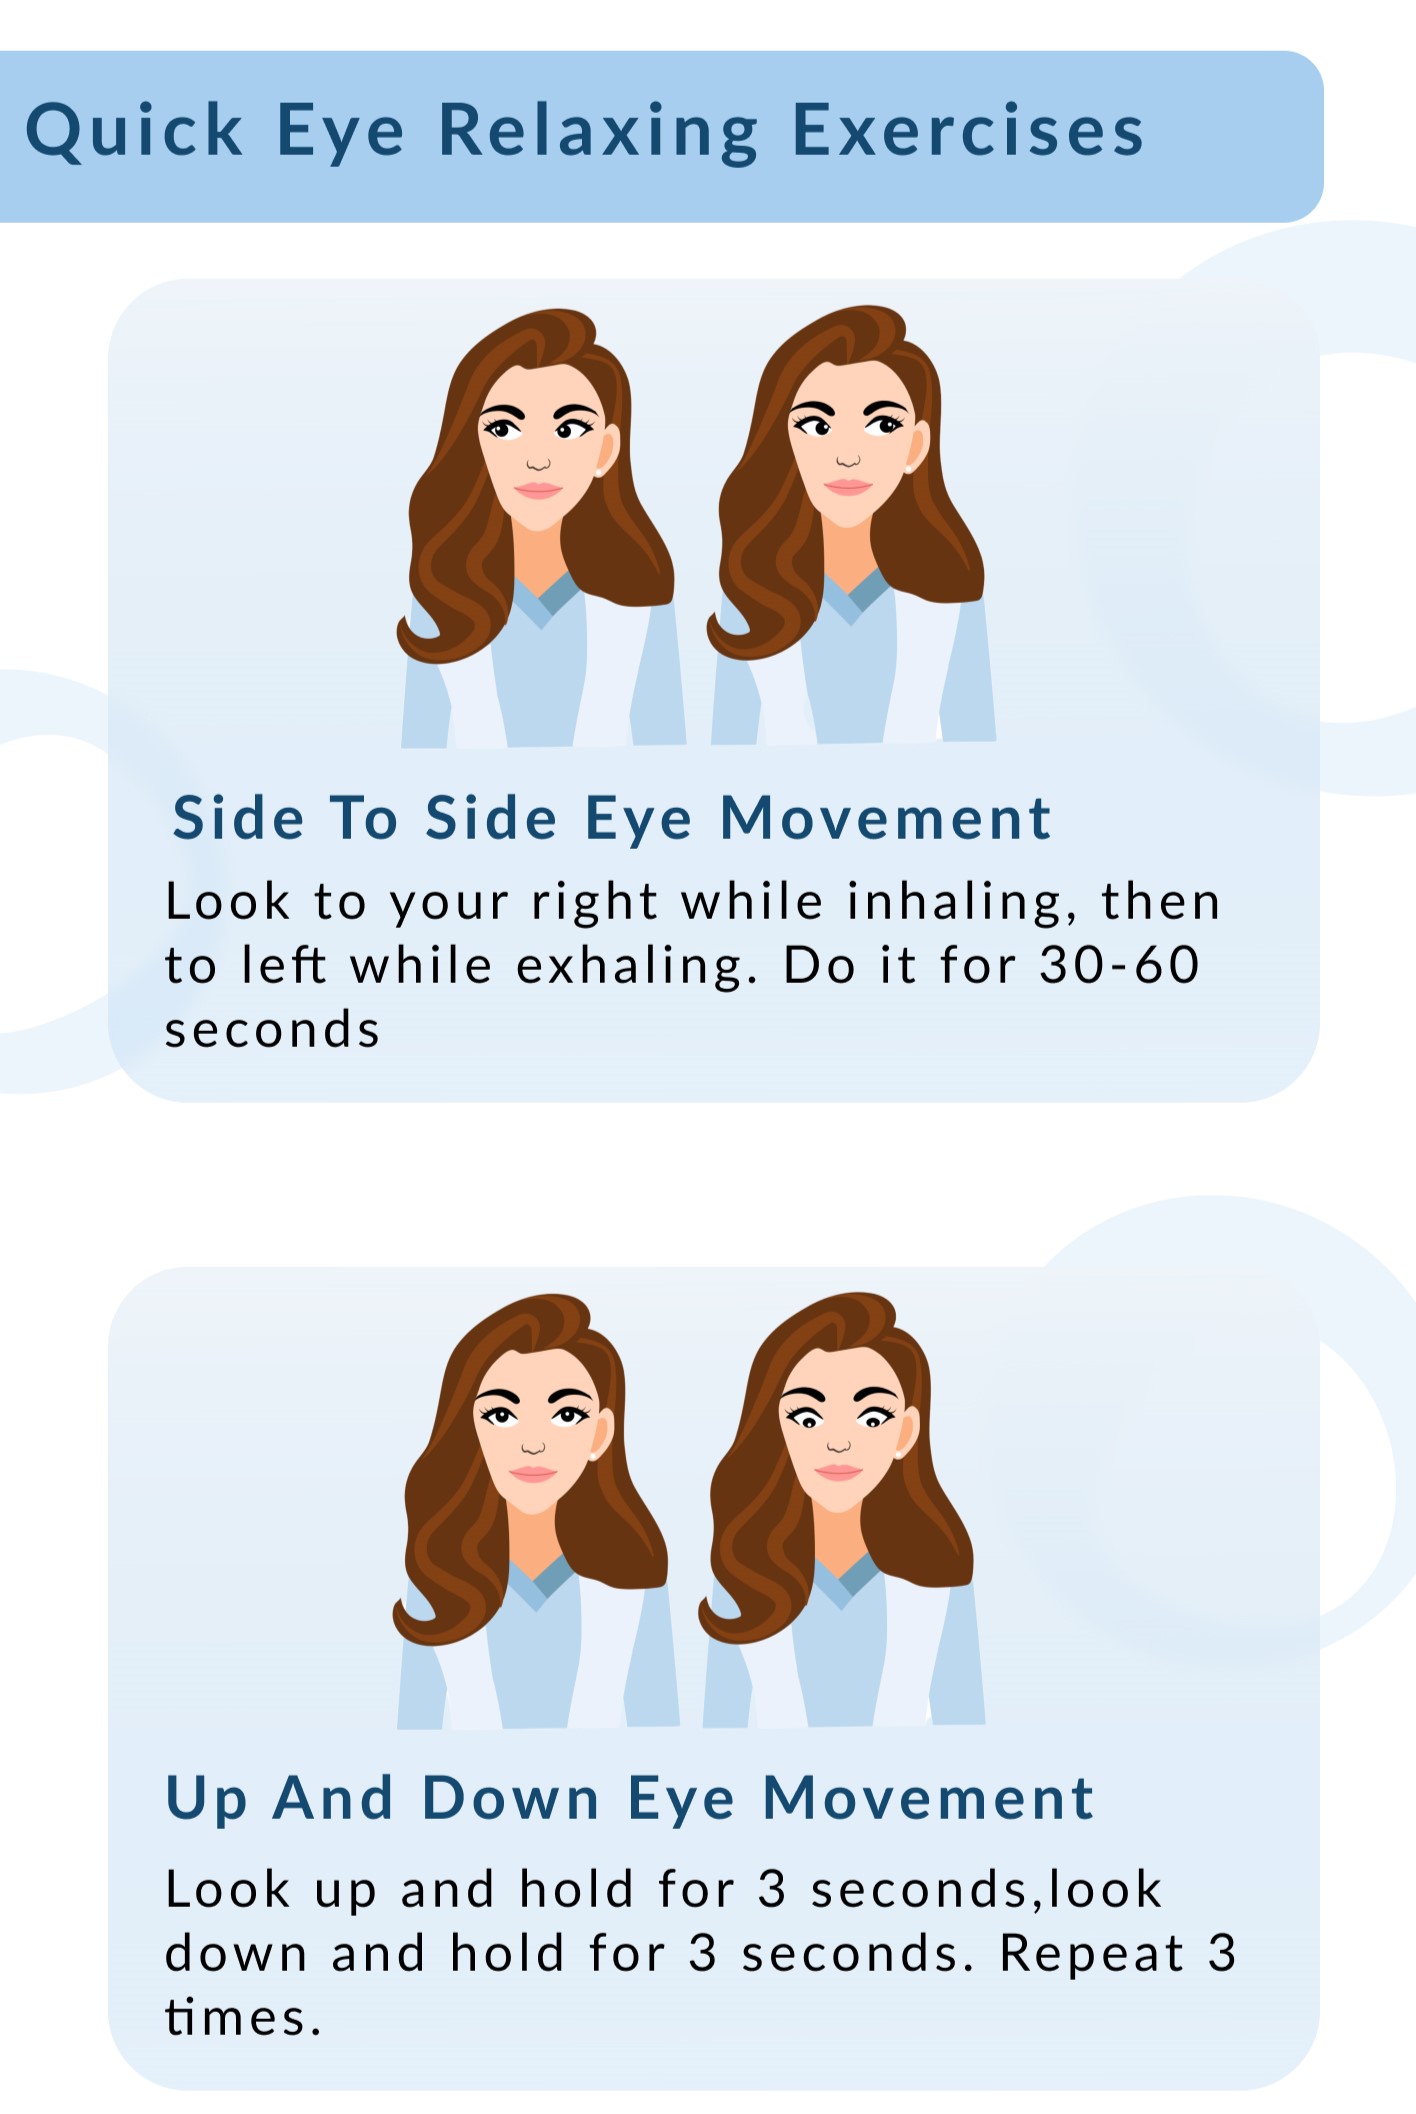 Quick Eye Relaxing Exercises
Side To Side Eye Movement
Look to your right while inhaling, then
to left while exhaling. Do it for 30-60
seconds
Up And Down Eye Movement
Look up and hold for 3 seconds,look
down and hold for 3 seconds. Repeat 3
times.